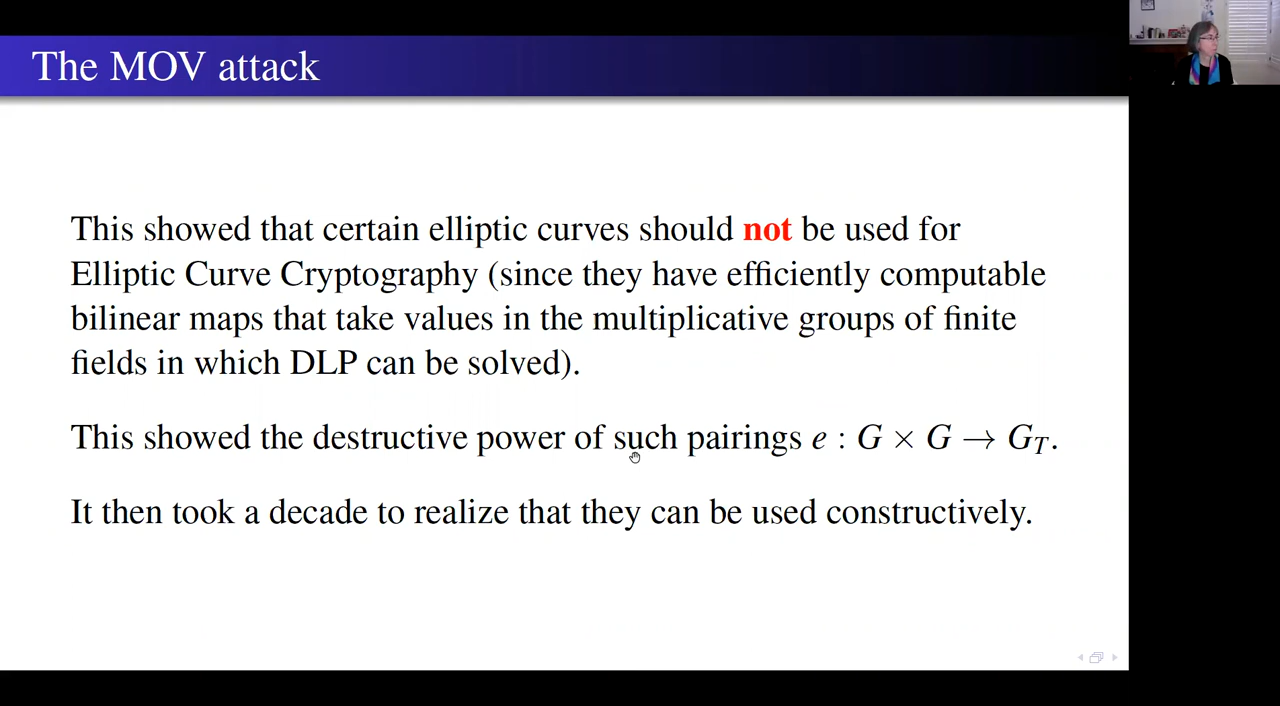 The MOV attack
This showed that certain elliptic curves should not be used for
Elliptic Curve Cryptography (since they have efficiently computable
bilinear maps that take values in the multiplicative groups of finite
fields in which DLP can be solved).
This showed the destructive power of such pairings e : G × G → G_T.
It then took a decade to realize that they can be used constructively.